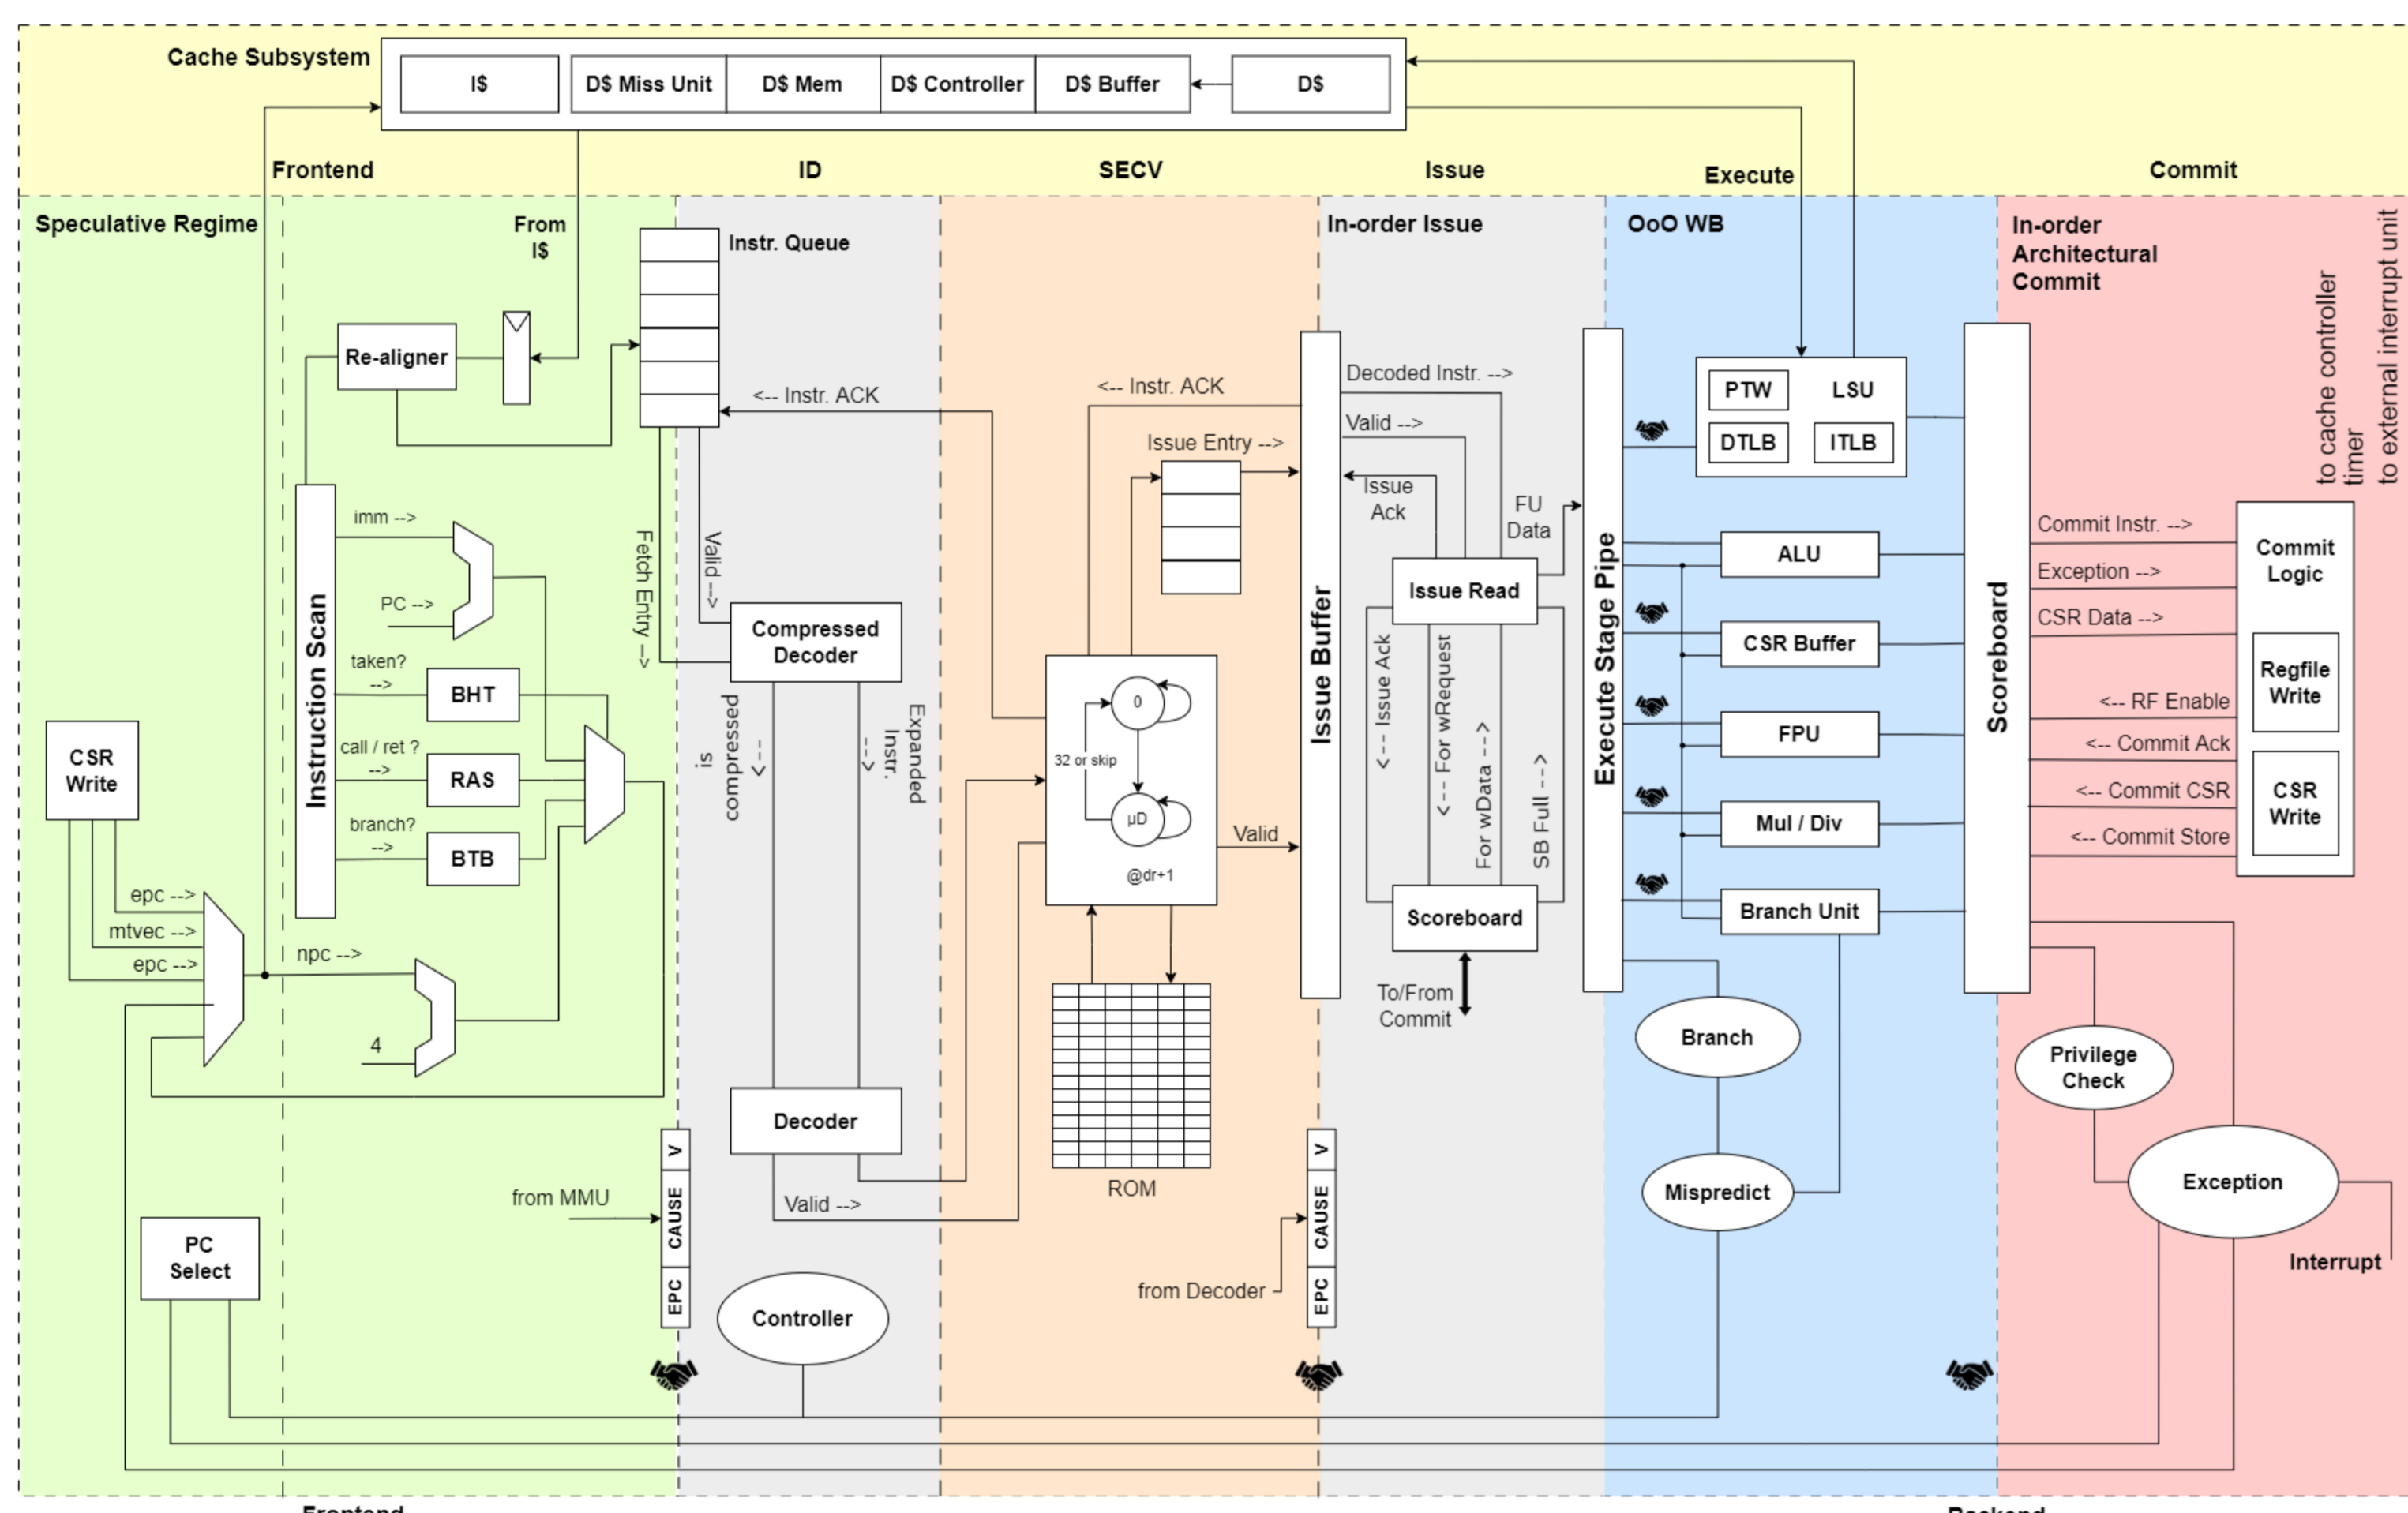 Cache Subsystem
I$
D$ Miss Unit
D$ Mem
D$ Controller
D$ Buffer
D$
Frontend
ID
SECV
Issue
Execute
Commit
Speculative Regime
From
I$
Instr. Queue
In-order Issue
OoO WB
In-order
Architectural
Commit
to cache controller
timer
to external interrupt unit
Re-aligner
<-- Instr. ACK
<-- Instr. ACK
Issue Entry -->
Decoded Instr. -->
Valid -->
Issue
Ack
FU
Data
PTW
LSU
DTLB
ITLB
Instruction Scan
imm -->
PC -->
taken?
-->
BHT
call / ret ?
-->
RAS
branch?
-->
BTB
Fetch Entry -->
Valid -->
Compressed
Decoder
is
compressed
--->
Expanded
Instr.
--->
0
32 or skip
µD
@dr+1
Valid
Issue Buffer
Issue Read
<--- Issue Ack
<-- For wRequest
For wData --->
SB Full -->
Scoreboard
To/From
Commit
Execute Stage Pipe
ALU
CSR Buffer
FPU
Mul / Div
Branch Unit
Scoreboard
Commit Instr. -->
Exception -->
CSR Data -->
<-- RF Enable
<-- Commit Ack
<-- Commit CSR
<-- Commit Store
Commit
Logic
Regfile
Write
CSR
Write
CSR
Write
epc -->
mtvec -->
epc -->
npc -->
4
Decoder
Valid -->
ROM
Branch
Mispredict
Privilege
Check
Exception
Interrupt
from MMU
V
CAUSE
EPC
from Decoder
V
CAUSE
EPC
PC
Select
Controller
Frontend
Backend